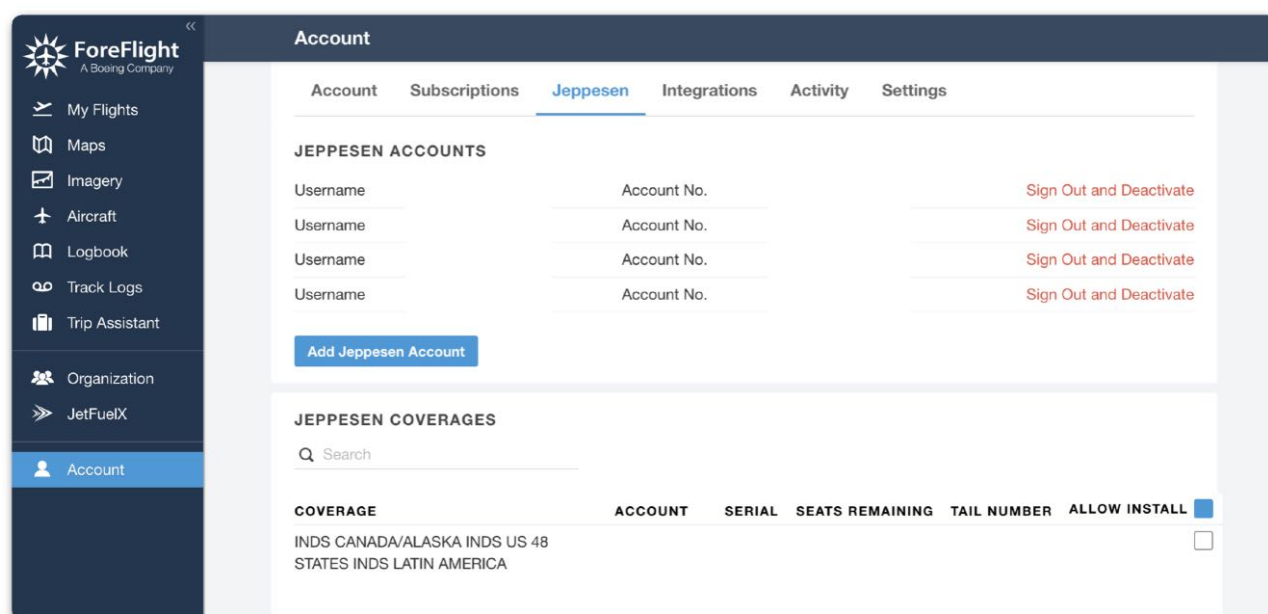 «
ForeFlight
A Boeing Company
My Flights
Maps
Imagery
Aircraft
Logbook
Track Logs
Trip Assistant
Organization
JetFuelX
Account
Account
Account Subscriptions Jeppesen Integrations Activity Settings
JEPPESEN ACCOUNTS
Username Account No. Sign Out and Deactivate
Username Account No. Sign Out and Deactivate
Username Account No. Sign Out and Deactivate
Username Account No. Sign Out and Deactivate
Add Jeppesen Account
JEPPESEN COVERAGES
Search
COVERAGE ACCOUNT SERIAL SEATS REMAINING TAIL NUMBER ALLOW INSTALL
INDS CANADA/ALASKA INDS US 48
STATES INDS LATIN AMERICA